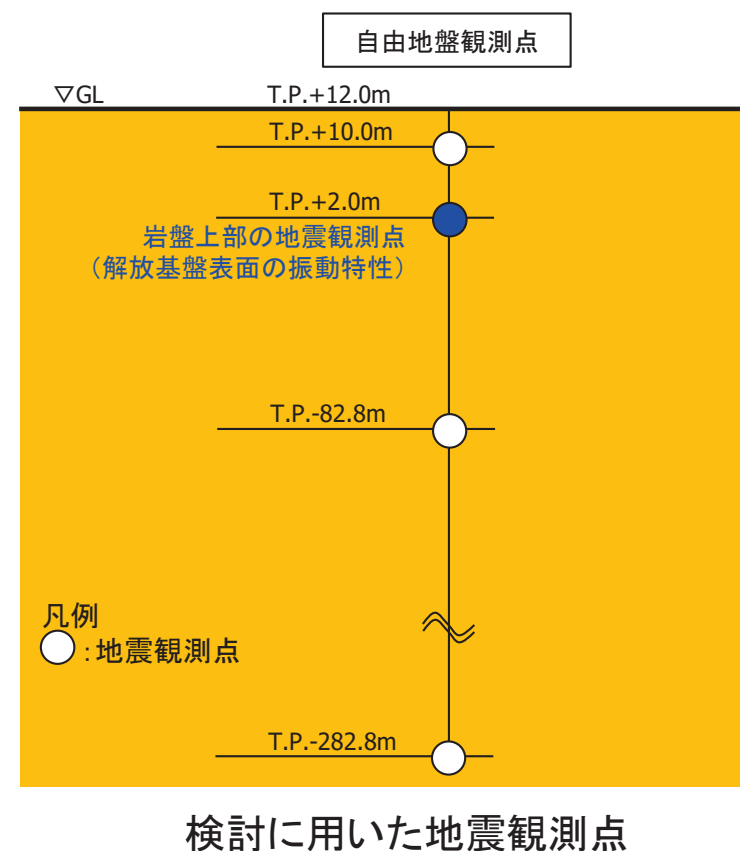 自由地盤観測点
▽GL
T.P.+12.0m
T.P.+10.0m
T.P.+2.0m
岩盤上部の地震観測点
（解放基盤表面の振動特性）
T.P.-82.8m
凡例
：地震観測点
T.P.-282.8m
検討に用いた地震観測点